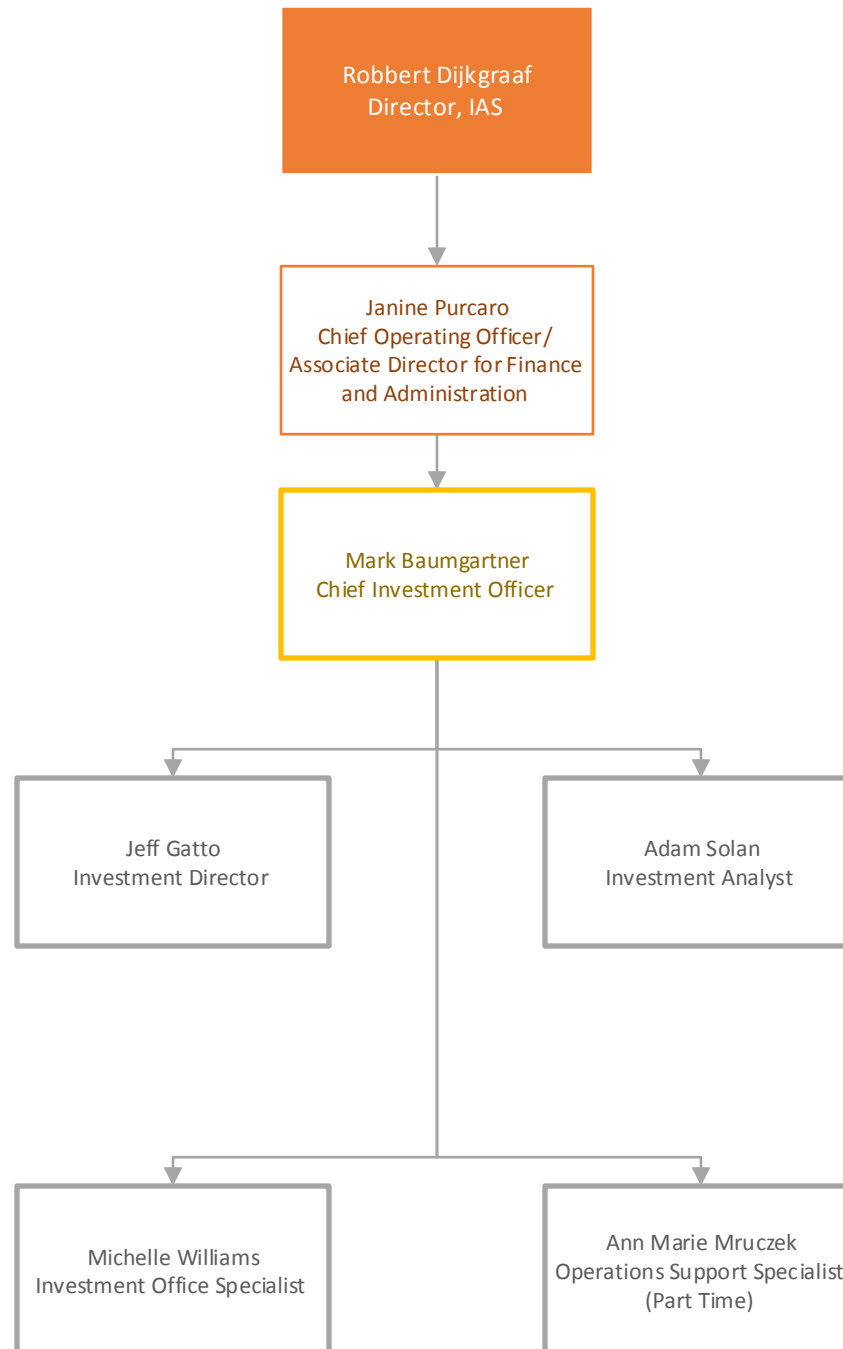 Robbert Dijkgraaf
Director, IAS
Janine Purcaro
Chief Operating Officer/
Associate Director for Finance
and Administration
Mark Baumgartner
Chief Investment Officer
Jeff Gatto
Investment Director
Adam Solan
Investment Analyst
Michelle Williams
Investment Office Specialist
Ann Marie Mruczek
Operations Support Specialist
(Part Time)